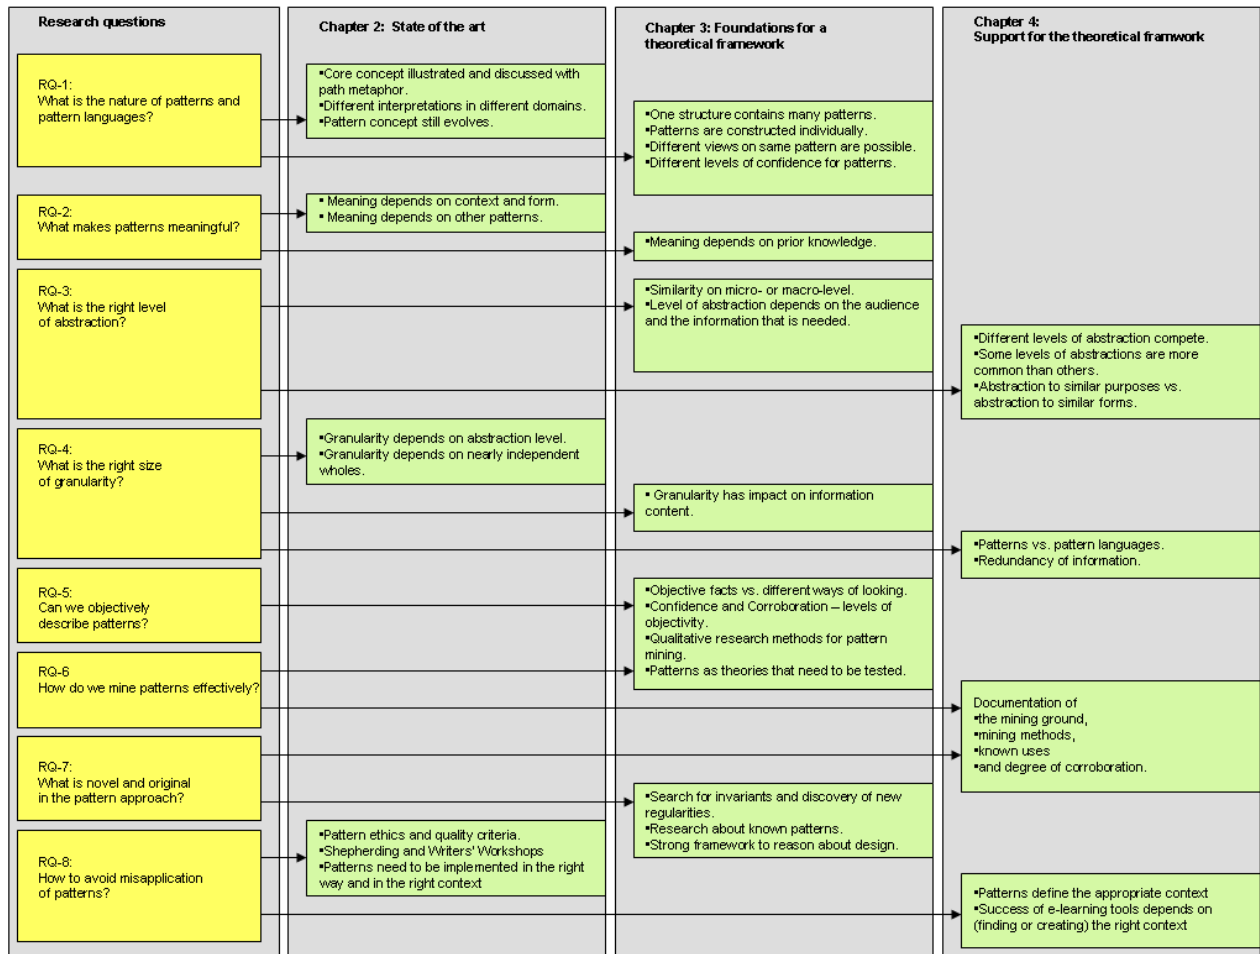 Research questions
RQ-1:
What is the nature of patterns and
pattern languages?
RQ-2:
What makes patterns meaningful?
RQ-3:
What is the right level
of abstraction?
RQ-4:
What is the right size
of granularity?
RQ-5:
Can we objectively
describe patterns?
RQ-6
How do we mine patterns effectively?
RQ-7:
What is novel and original
in the pattern approach?
RQ-8:
How to avoid misapplication
of patterns?
Chapter 2: State of the art
▪Core concept illustrated and discussed with
path metaphor.
▪Different interpretations in different domains.
▪Pattern concept still evolves.
▪ Meaning depends on context and form.
▪ Meaning depends on other patterns.
▪Granularity depends on abstraction level.
▪Granularity depends on nearly independent
wholes.
▪Pattern ethics and quality criteria.
▪Shepherding and Writers' Workshops
▪Patterns need to be implemented in the right
way and in the right context
Chapter 3: Foundations for a
theoretical framework
▪One structure contains many patterns.
▪Patterns are constructed individually.
▪Different views on same pattern are possible.
▪Different levels of confidence for patterns.
▪Meaning depends on prior knowledge.
▪Similarity on micro- or macro-level.
▪Level of abstraction depends on the audience
and the information that is needed.
▪ Granularity has impact on information
content.
▪Objective facts vs. different ways of looking.
▪Confidence and Corroboration – levels of
objectivity.
▪Qualitative research methods for pattern
mining.
▪Patterns as theories that need to be tested.
▪Search for invariants and discovery of new
regularities.
▪Research about known patterns.
▪Strong framework to reason about design.
Chapter 4:
Support for the theoretical framwork
▪Different levels of abstraction compete.
▪Some levels of abstractions are more
common than others.
▪Abstraction to similar purposes vs.
abstraction to similar forms.
▪Patterns vs. pattern languages.
▪Redundancy of information.
Documentation of
▪the mining ground,
▪mining methods,
▪known uses
▪and degree of corroboration.
▪Patterns define the appropriate context
▪Success of e-learning tools depends on
(finding or creating) the right context